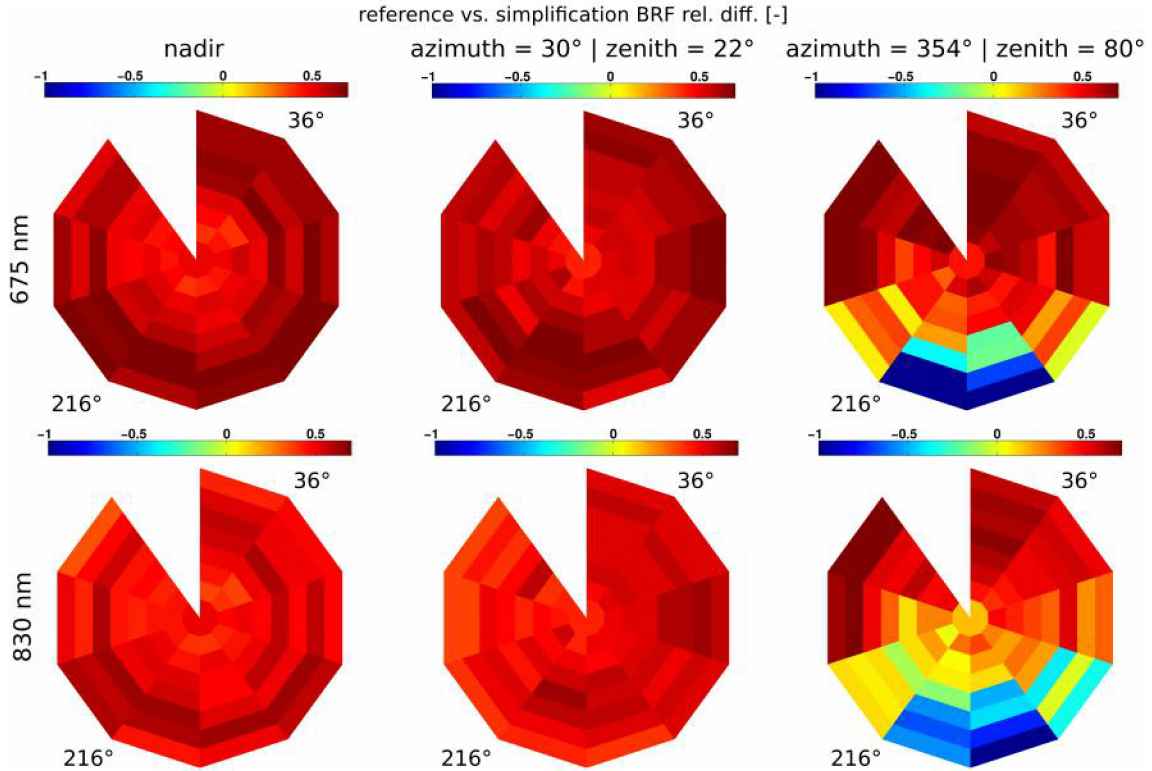 reference vs. simplification BRF rel. diff. [-]
nadir
azimuth = 30° | zenith = 22°
azimuth = 354° | zenith = 80°
−1 −0.5 0 0.5
−1 −0.5 0 0.5
−1 −0.5 0 0.5
36°
36°
36°
675 nm
216°
216°
216°
−1 −0.5 0 0.5
−1 −0.5 0 0.5
−1 −0.5 0 0.5
36°
36°
36°
830 nm
216°
216°
216°